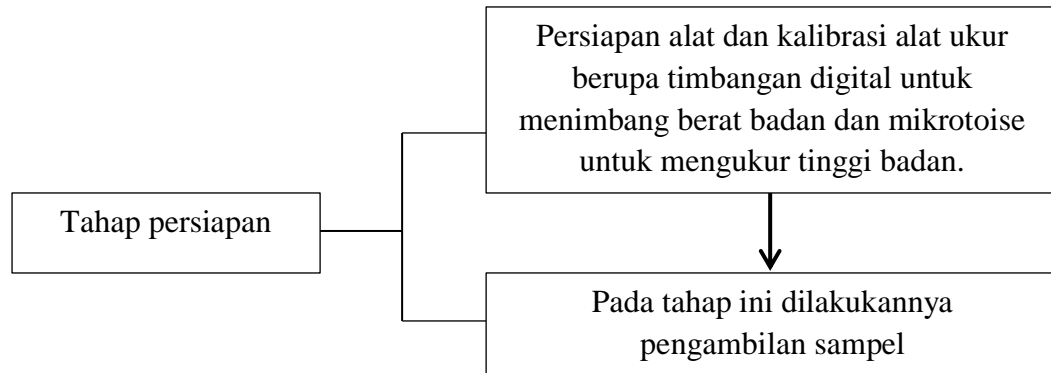 Persiapan alat dan kalibrasi alat ukur
berupa timbangan digital untuk
menimbang berat badan dan mikrotoise
untuk mengukur tinggi badan.
Tahap persiapan
Pada tahap ini dilakukannya
pengambilan sampel